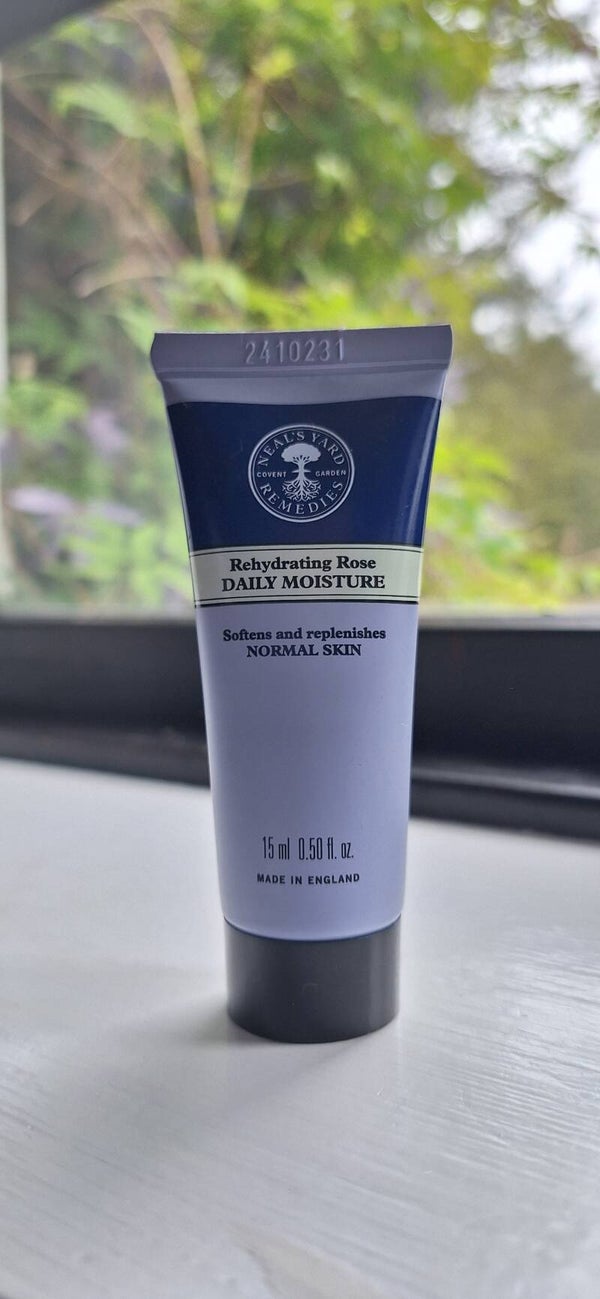 2410231
NEAL'S YARD
COVENT GARDEN
REMEDIES
Rehydrating Rose
DAILY MOISTURE
Softens and replenishes
NORMAL SKIN
15 ml 0.50 fl. oz.
MADE IN ENGLAND